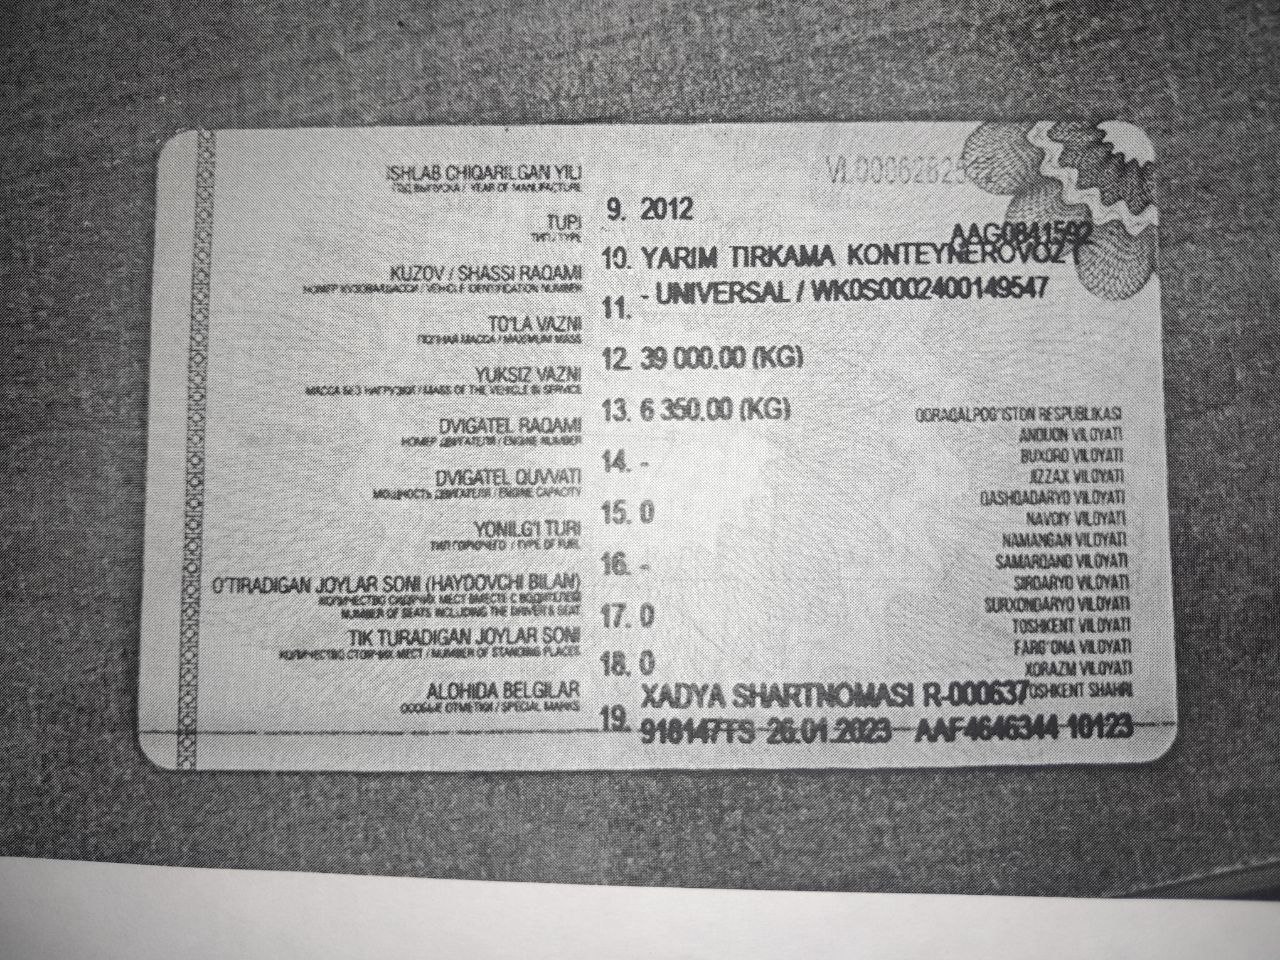 ISHLAB CHIQARILGAN YILI
ГОД ВЫПУСКА / YEAR OF MANUFACTURE
9. 2012
TUPI
ТИП / TYPE
AAG0841592
10. YARIM TIRKAMA KONTEYNEROVOZ
KUZOV / SHASSI RAQAMI
НОМЕР КУЗОВА/ШАССИ / VEHICLE IDENTIFICATION NUMBER
11. - UNIVERSAL / WK0S0002400149547
TO'LA VAZNI
ПОЛНАЯ МАССА / MAXIMUM MASS
12. 39 000.00 (KG)
YUKSIZ VAZNI
МАССА БЕЗ НАГРУЗКИ / MASS OF THE VEHICLE IN SERVICE
13. 6 350.00 (KG)
DVIGATEL RAQAMI
НОМЕР ДВИГАТЕЛЯ / ENGINE NUMBER
14. -
DVIGATEL QUVVATI
МОЩНОСТЬ ДВИГАТЕЛЯ / ENGINE CAPACITY
15. 0
YONILG'I TURI
ТИП ГОРЮЧЕГО / TYPE OF FUEL
16. -
O'TIRADIGAN JOYLAR SONI (HAYDOVCHI BILAN)
КОЛИЧЕСТВО СИДЯЧИХ МЕСТ ВМЕСТЕ С ВОДИТЕЛЕМ
NUMBER OF SEATS INCLUDING THE DRIVER'S SEAT
17. 0
TIK TURADIGAN JOYLAR SONI
КОЛИЧЕСТВО СТОЯЧИХ МЕСТ / NUMBER OF STANDING PLACES
18. 0
ALOHIDA BELGILAR
ОСОБЫЕ ОТМЕТКИ / SPECIAL MARKS
19. XADYA SHARTNOMASI R-000637
918147TS 26.01.2023 AAF4646344 10123
QORAQALPOG'ISTON RESPUBLIKASI
ANDIJON VILOYATI
BUXORO VILOYATI
JIZZAX VILOYATI
QASHQADARYO VILOYATI
NAVOIY VILOYATI
NAMANGAN VILOYATI
SAMARQAND VILOYATI
SIRDARYO VILOYATI
SURXONDARYO VILOYATI
TOSHKENT VILOYATI
FARG'ONA VILOYATI
XORAZM VILOYATI
TOSHKENT SHAHRI